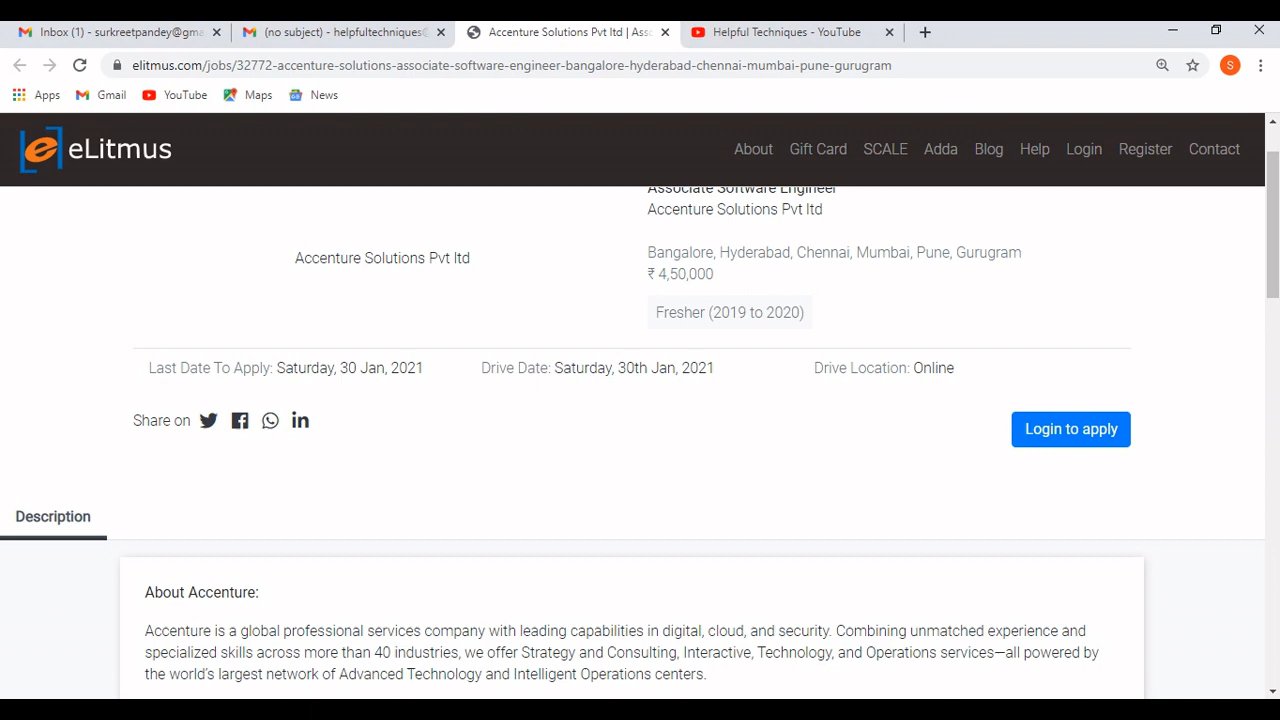 Inbox (1) - surkreetpandey@gma
(no subject) - helpfultechniques@
Accenture Solutions Pvt ltd | Asso
Helpful Techniques - YouTube
elitmus.com/jobs/32772-accenture-solutions-associate-software-engineer-bangalore-hyderabad-chennai-mumbai-pune-gurugram
S
Apps Gmail YouTube Maps News
eLitmus
About Gift Card SCALE Adda Blog Help Login Register Contact
Associate Software Engineer
Accenture Solutions Pvt ltd
Accenture Solutions Pvt ltd
Bangalore, Hyderabad, Chennai, Mumbai, Pune, Gurugram
₹ 4,50,000
Fresher (2019 to 2020)
Last Date To Apply: Saturday, 30 Jan, 2021
Drive Date: Saturday, 30th Jan, 2021
Drive Location: Online
Share on
Login to apply
Description
About Accenture:
Accenture is a global professional services company with leading capabilities in digital, cloud, and security. Combining unmatched experience and
specialized skills across more than 40 industries, we offer Strategy and Consulting, Interactive, Technology, and Operations services—all powered by
the world's largest network of Advanced Technology and Intelligent Operations centers.